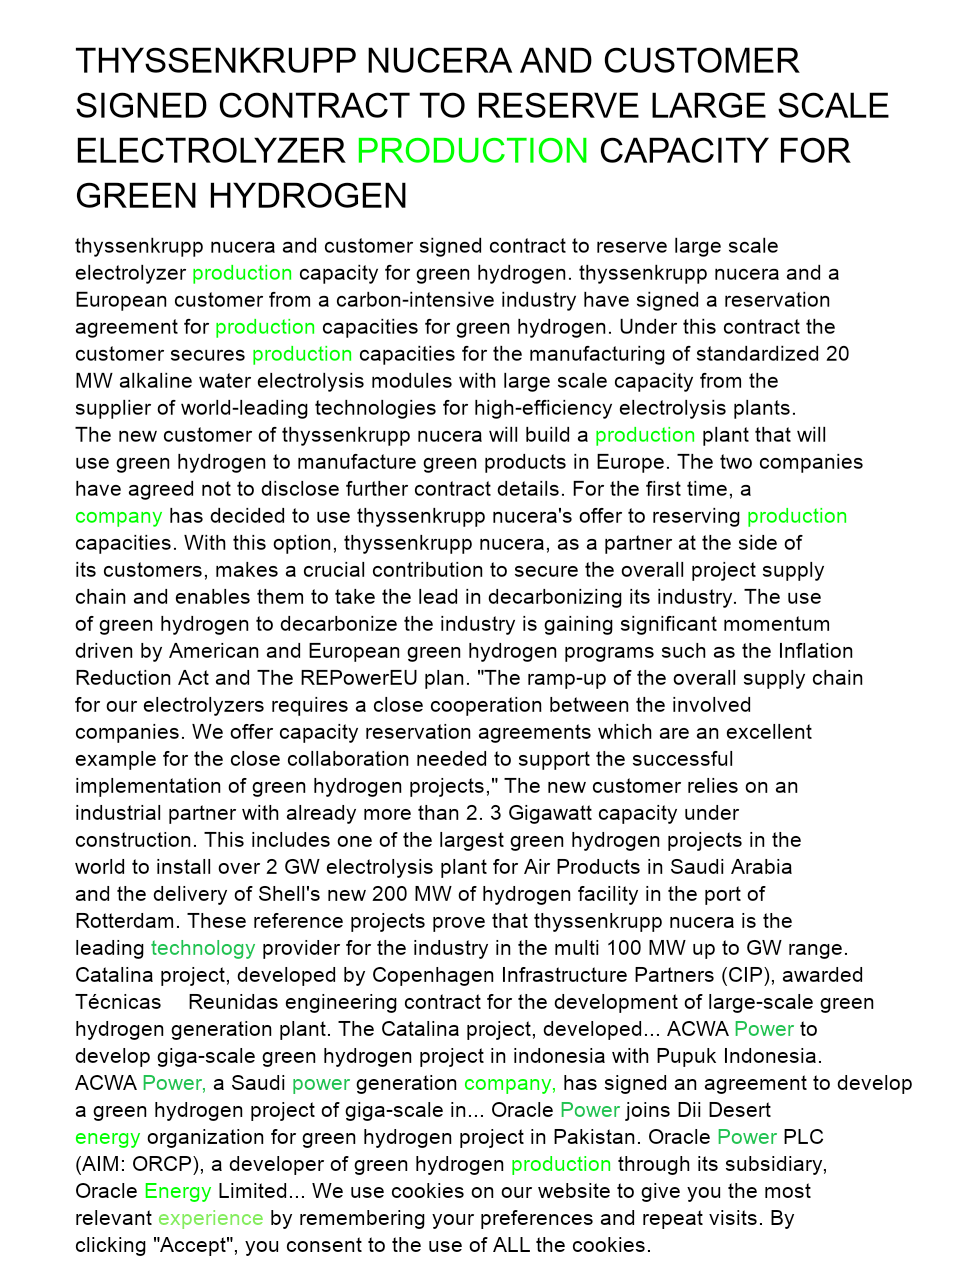 THYSSENKRUPP NUCERA AND CUSTOMER
SIGNED CONTRACT TO RESERVE LARGE SCALE
ELECTROLYZER PRODUCTION CAPACITY FOR
GREEN HYDROGEN
thyssenkrupp nucera and customer signed contract to reserve large scale
electrolyzer production capacity for green hydrogen. thyssenkrupp nucera and a
European customer from a carbon-intensive industry have signed a reservation
agreement for production capacities for green hydrogen. Under this contract the
customer secures production capacities for the manufacturing of standardized 20
MW alkaline water electrolysis modules with large scale capacity from the
supplier of world-leading technologies for high-efficiency electrolysis plants.
The new customer of thyssenkrupp nucera will build a production plant that will
use green hydrogen to manufacture green products in Europe. The two companies
have agreed not to disclose further contract details. For the first time, a
company has decided to use thyssenkrupp nucera's offer to reserving production
capacities. With this option, thyssenkrupp nucera, as a partner at the side of
its customers, makes a crucial contribution to secure the overall project supply
chain and enables them to take the lead in decarbonizing its industry. The use
of green hydrogen to decarbonize the industry is gaining significant momentum
driven by American and European green hydrogen programs such as the Inflation
Reduction Act and The REPowerEU plan. "The ramp-up of the overall supply chain
for our electrolyzers requires a close cooperation between the involved
companies. We offer capacity reservation agreements which are an excellent
example for the close collaboration needed to support the successful
implementation of green hydrogen projects," The new customer relies on an
industrial partner with already more than 2. 3 Gigawatt capacity under
construction. This includes one of the largest green hydrogen projects in the
world to install over 2 GW electrolysis plant for Air Products in Saudi Arabia
and the delivery of Shell's new 200 MW of hydrogen facility in the port of
Rotterdam. These reference projects prove that thyssenkrupp nucera is the
leading technology provider for the industry in the multi 100 MW up to GW range.
Catalina project, developed by Copenhagen Infrastructure Partners (CIP), awarded
Técnicas Reunidas engineering contract for the development of large-scale green
hydrogen generation plant. The Catalina project, developed... ACWA Power to
develop giga-scale green hydrogen project in indonesia with Pupuk Indonesia.
ACWA Power, a Saudi power generation company, has signed an agreement to develop
a green hydrogen project of giga-scale in... Oracle Power joins Dii Desert
energy organization for green hydrogen project in Pakistan. Oracle Power PLC
(AIM: ORCP), a developer of green hydrogen production through its subsidiary,
Oracle Energy Limited... We use cookies on our website to give you the most
relevant experience by remembering your preferences and repeat visits. By
clicking "Accept", you consent to the use of ALL the cookies.